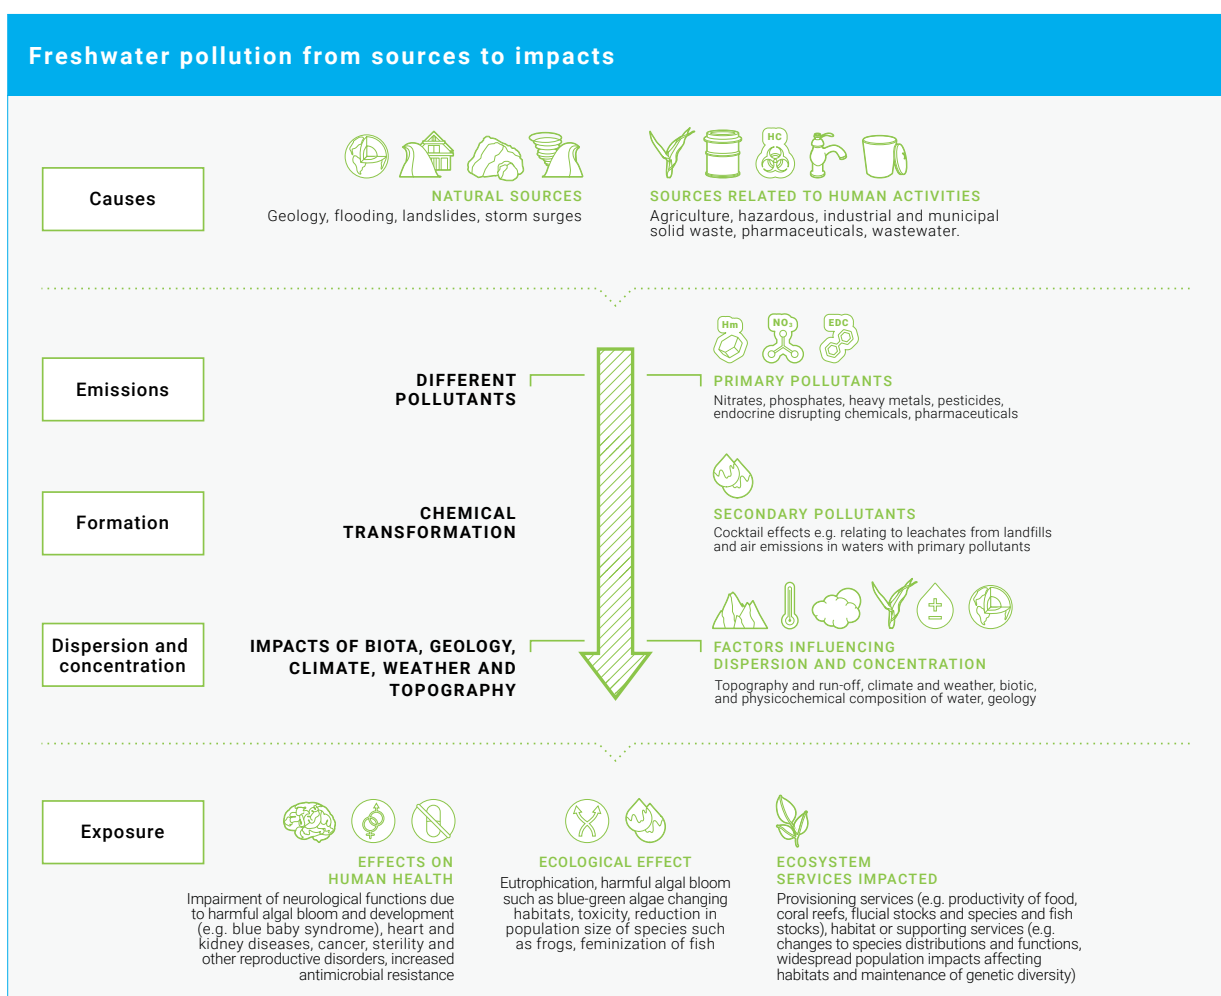 Freshwater pollution from sources to impacts
Causes
HC
NATURAL SOURCES
Geology, flooding, landslides, storm surges
SOURCES RELATED TO HUMAN ACTIVITIES
Agriculture, hazardous, industrial and municipal
solid waste, pharmaceuticals, wastewater.
Emissions
DIFFERENT
POLLUTANTS
Hm
NO₃
EDC
PRIMARY POLLUTANTS
Nitrates, phosphates, heavy metals, pesticides,
endocrine disrupting chemicals, pharmaceuticals
Formation
CHEMICAL
TRANSFORMATION
SECONDARY POLLUTANTS
Cocktail effects e.g. relating to leachates from landfills
and air emissions in waters with primary pollutants
Dispersion and
concentration
IMPACTS OF BIOTA, GEOLOGY,
CLIMATE, WEATHER AND
TOPOGRAPHY
FACTORS INFLUENCING
DISPERSION AND CONCENTRATION
Topography and run-off, climate and weather, biotic,
and physicochemical composition of water, geology
Exposure
EFFECTS ON
HUMAN HEALTH
Impairment of neurological functions due
to harmful algal bloom and development
(e.g. blue baby syndrome), heart and
kidney diseases, cancer, sterility and
other reproductive disorders, increased
antimicrobial resistance
ECOLOGICAL EFFECT
Eutrophication, harmful algal bloom
such as blue-green algae changing
habitats, toxicity, reduction in
population size of species such
as frogs, feminization of fish
ECOSYSTEM
SERVICES IMPACTED
Provisioning services (e.g. productivity of food,
coral reefs, flucial stocks and species and fish
stocks), habitat or supporting services (e.g.
changes to species distributions and functions,
widespread population impacts affecting
habitats and maintenance of genetic diversity)